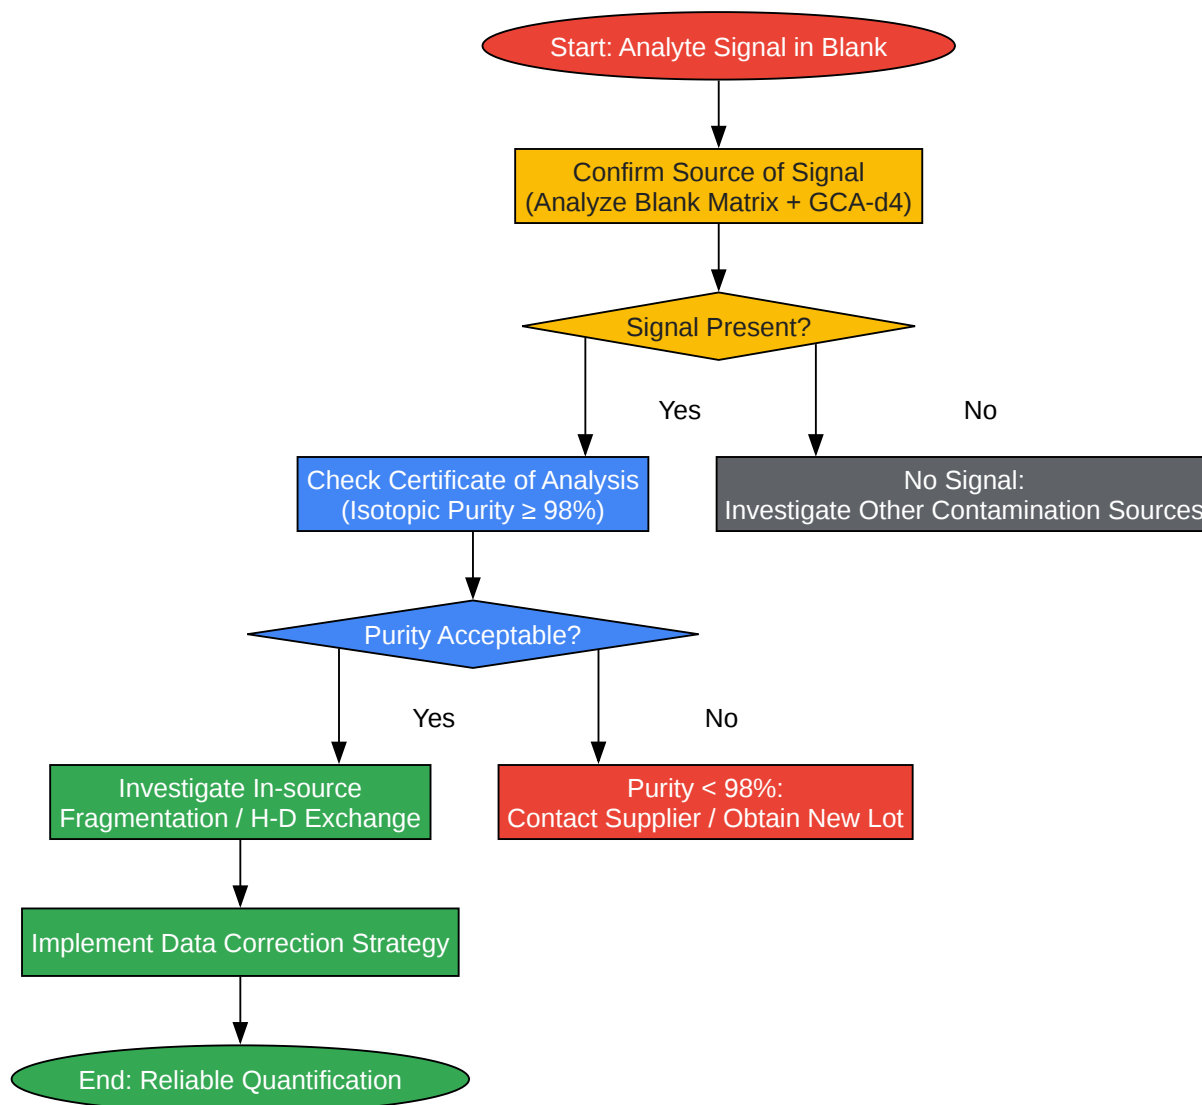 Start: Analyte Signal in Blank
Confirm Source of Signal
(Analyze Blank Matrix + GCA-d4)
Signal Present?
Yes
No
Check Certificate of Analysis
(Isotopic Purity ≥ 98%)
No Signal:
Investigate Other Contamination Sources
Purity Acceptable?
Yes
No
Investigate In-source
Fragmentation / H-D Exchange
Purity < 98%:
Contact Supplier / Obtain New Lot
Implement Data Correction Strategy
End: Reliable Quantification